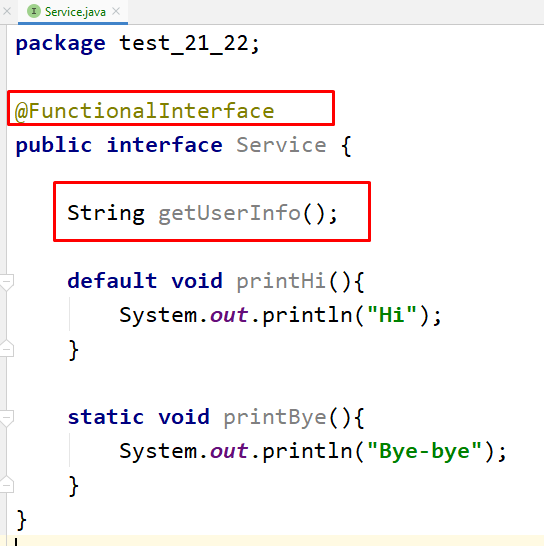 Service.java
package test_21_22;
@FunctionalInterface
public interface Service {
String getUserInfo();
default void printHi(){
System.out.println("Hi");
}
static void printBye(){
System.out.println("Bye-bye");
}
}